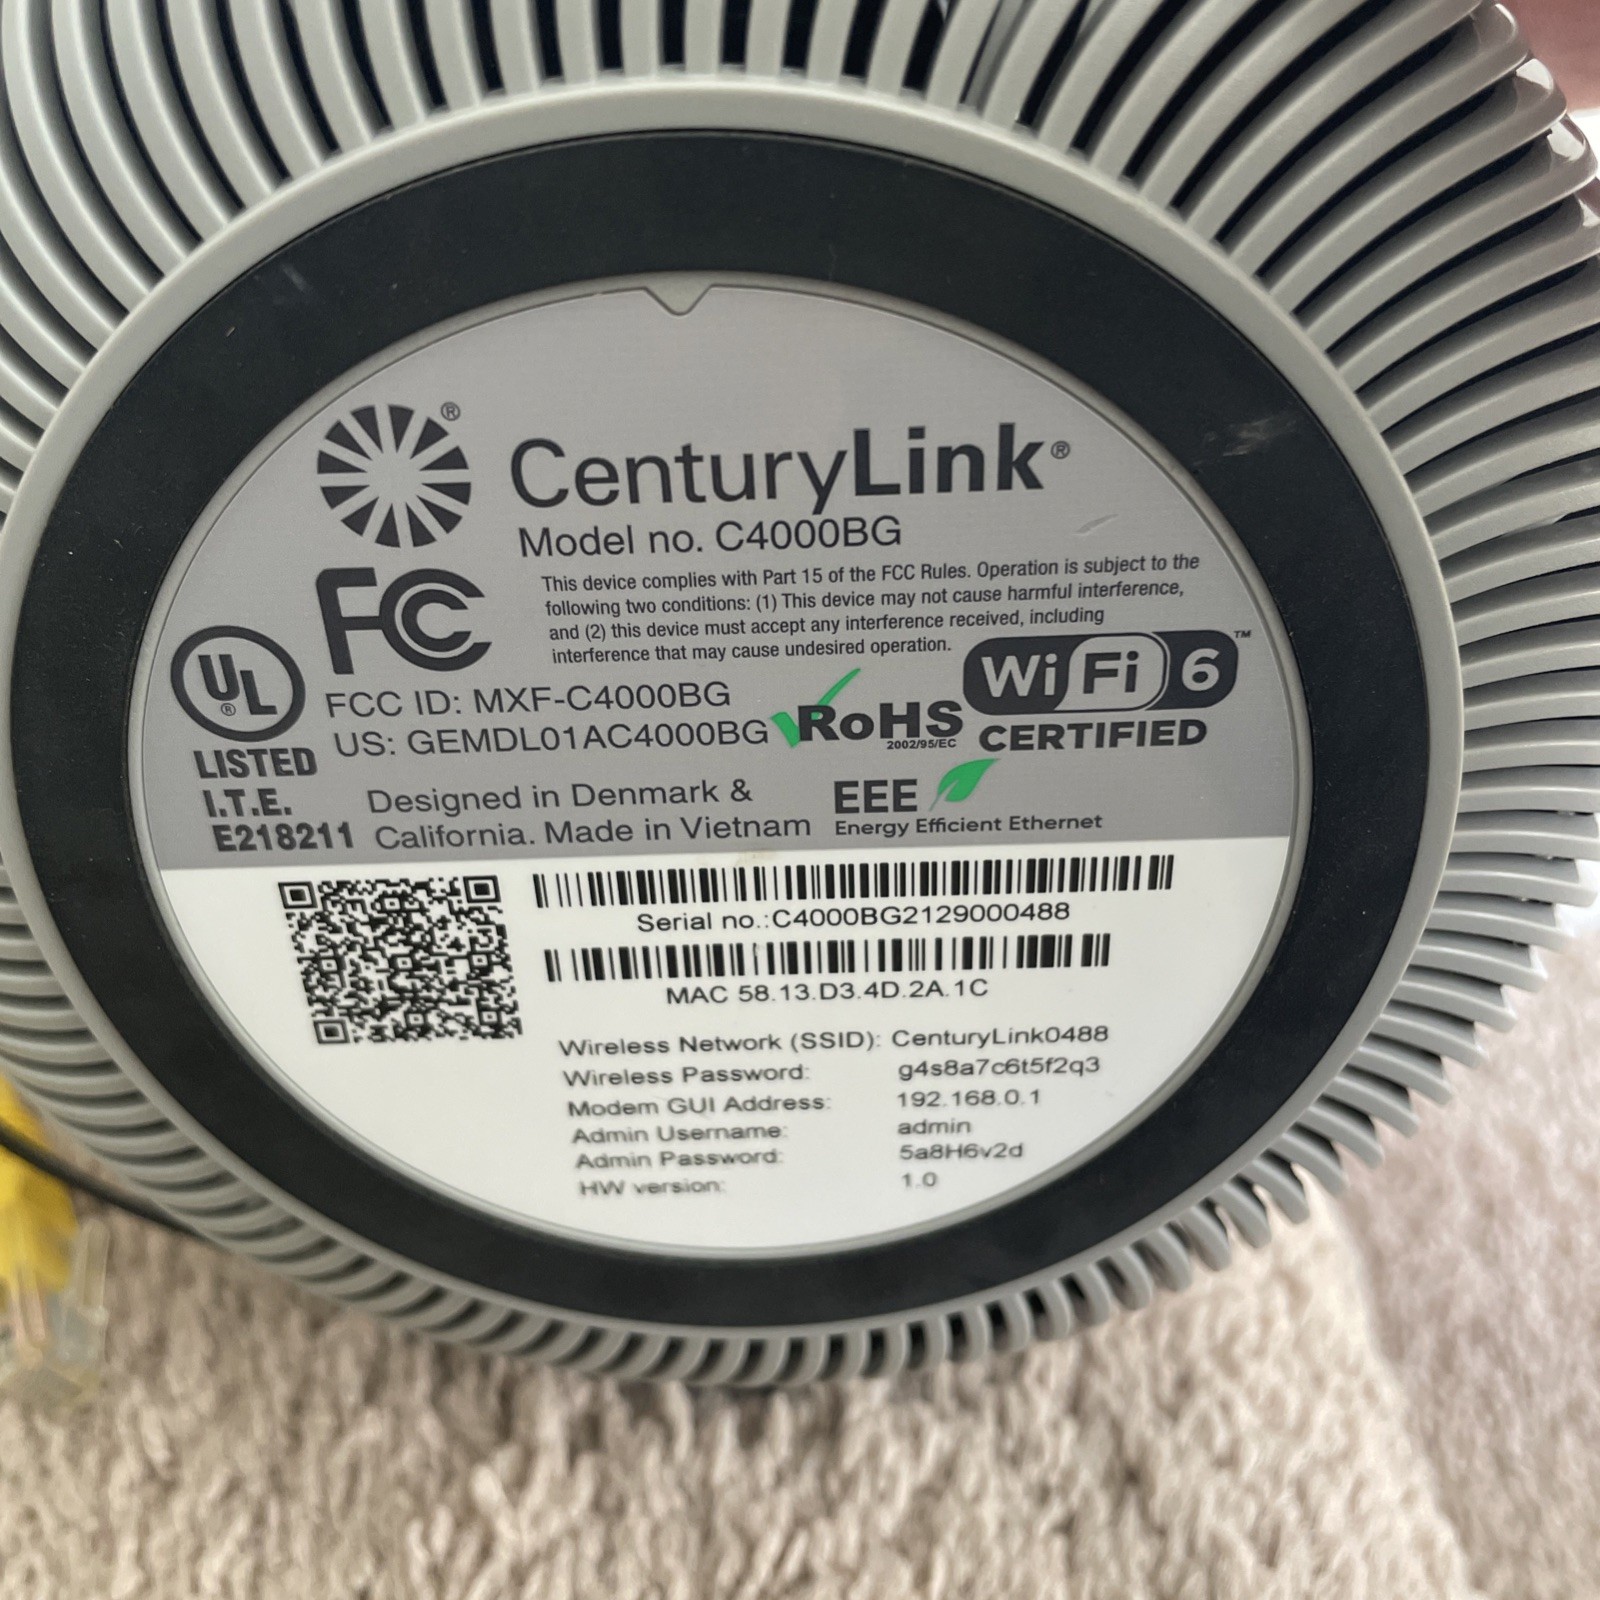 ®
CenturyLink®
Model no. C4000BG
FC
This device complies with Part 15 of the FCC Rules. Operation is subject to the
following two conditions: (1) This device may not cause harmful interference,
and (2) this device must accept any interference received, including
interference that may cause undesired operation.
UL
®
LISTED
I.T.E.
E218211
FCC ID: MXF-C4000BG
US: GEMDL01AC4000BG
RoHS
2002/95/EC
Wi Fi 6™
CERTIFIED
Designed in Denmark &
California. Made in Vietnam
EEE
Energy Efficient Ethernet
Serial no.:C4000BG2129000488
MAC 58.13.D3.4D.2A.1C
Wireless Network (SSID): CenturyLink0488
Wireless Password: g4s8a7c6t5f2q3
Modem GUI Address: 192.168.0.1
Admin Username: admin
Admin Password: 5a8H6v2d
HW version: 1.0